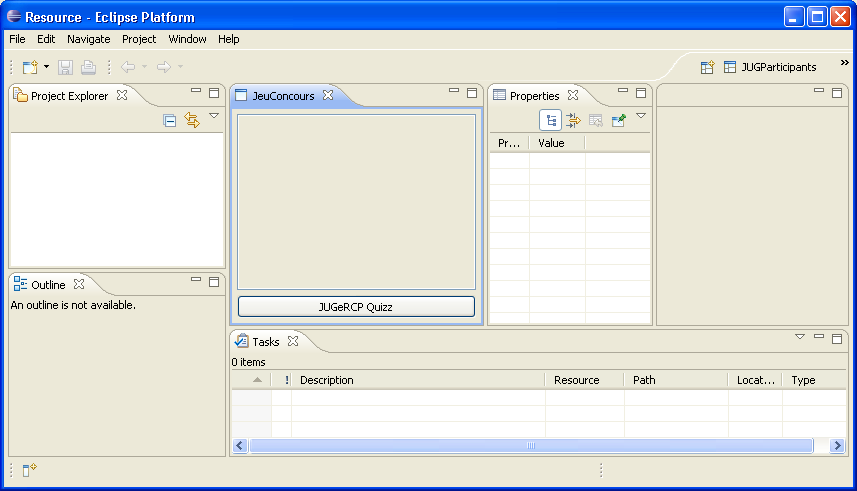 Resource - Eclipse Platform
File Edit Navigate Project Window Help
JUGParticipants
Project Explorer
JeuConcours
Properties
Pr... Value
JUGeRCP Quizz
Outline
An outline is not available.
Tasks
0 items
! Description Resource Path Locat... Type